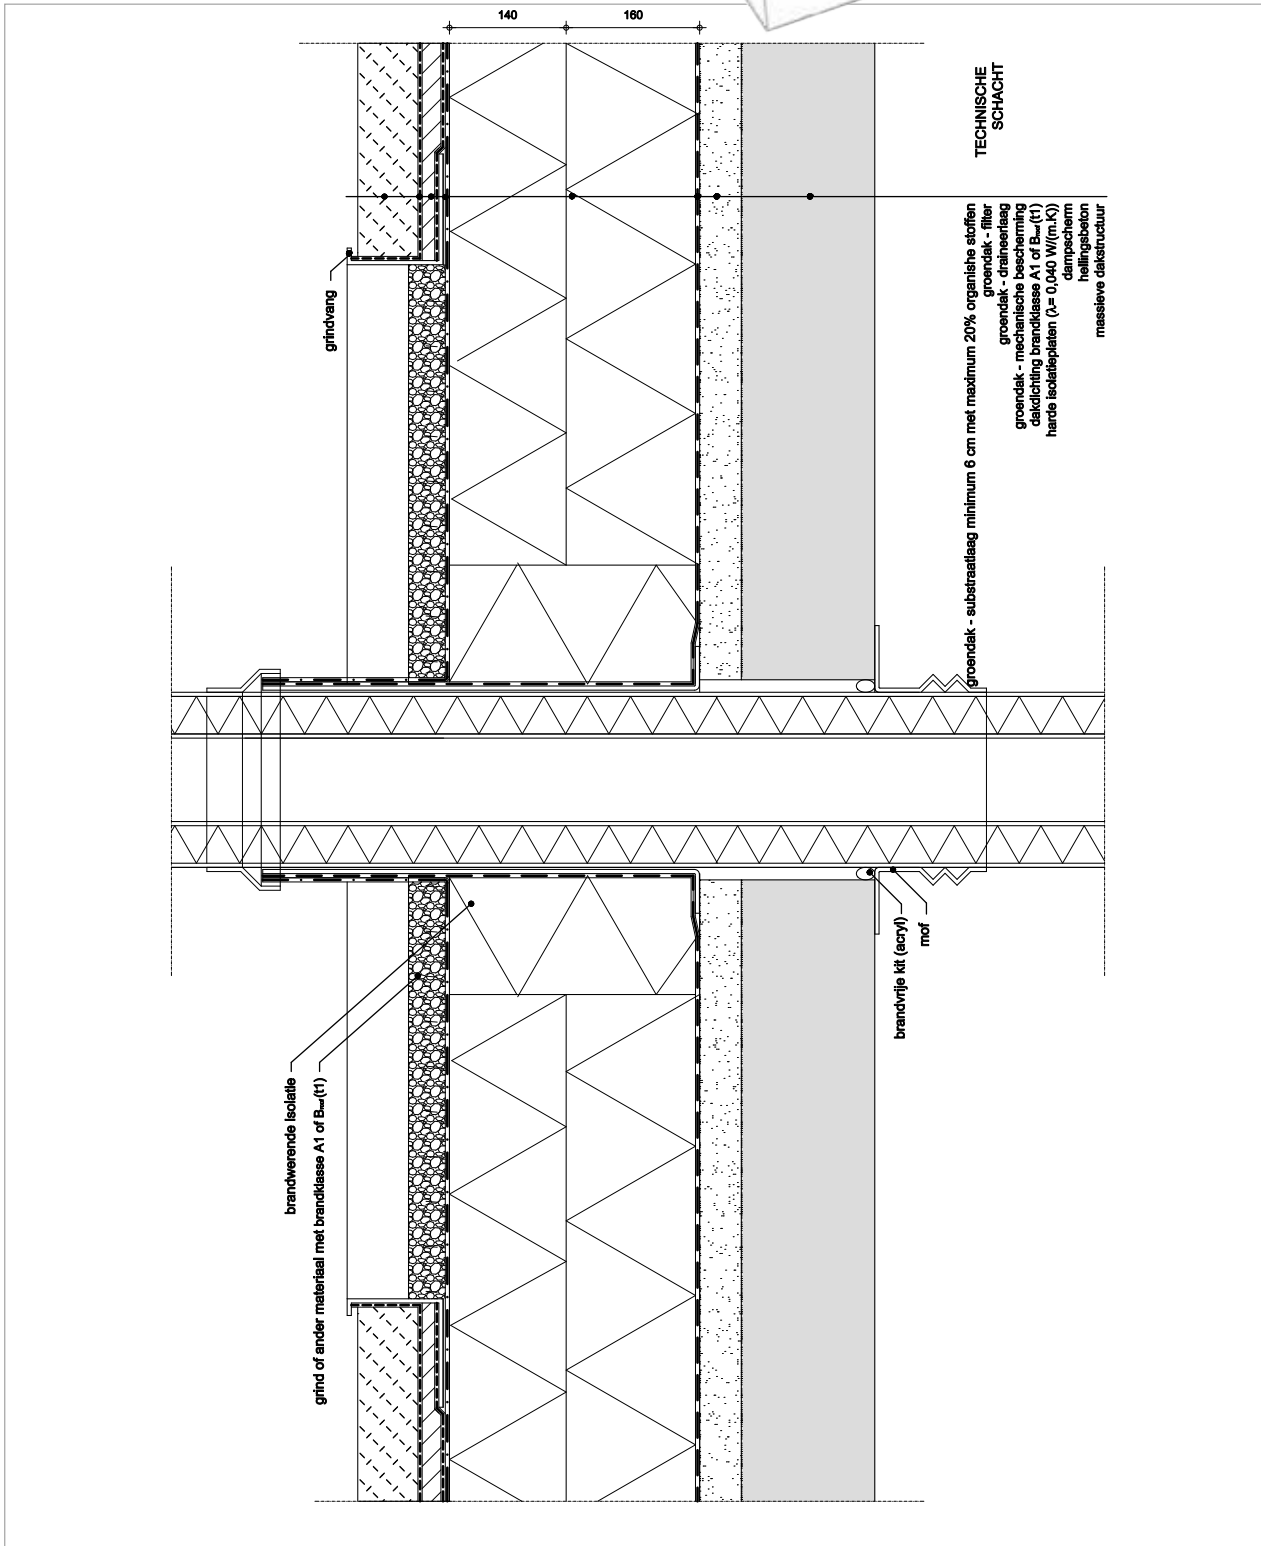 140
160
TECHNISCHE
SCHACHT
groendak - substraatlaag minimum 6 cm met maximum 20% organishe stoffen
groendak - filter
groendak - draineerlaag
groendak - mechanische bescherming
dakdichting brandklasse A1 of Broof(t1)
harde isolatieplaten (λ= 0,040 W/(m.K))
dampscherm
hellingsbeton
massieve dakstructuur
grindvang
brandwerende isolatie
grind of ander materiaal met brandklasse A1 of Broof(t1)
brandvrije kit (acryl)
mof